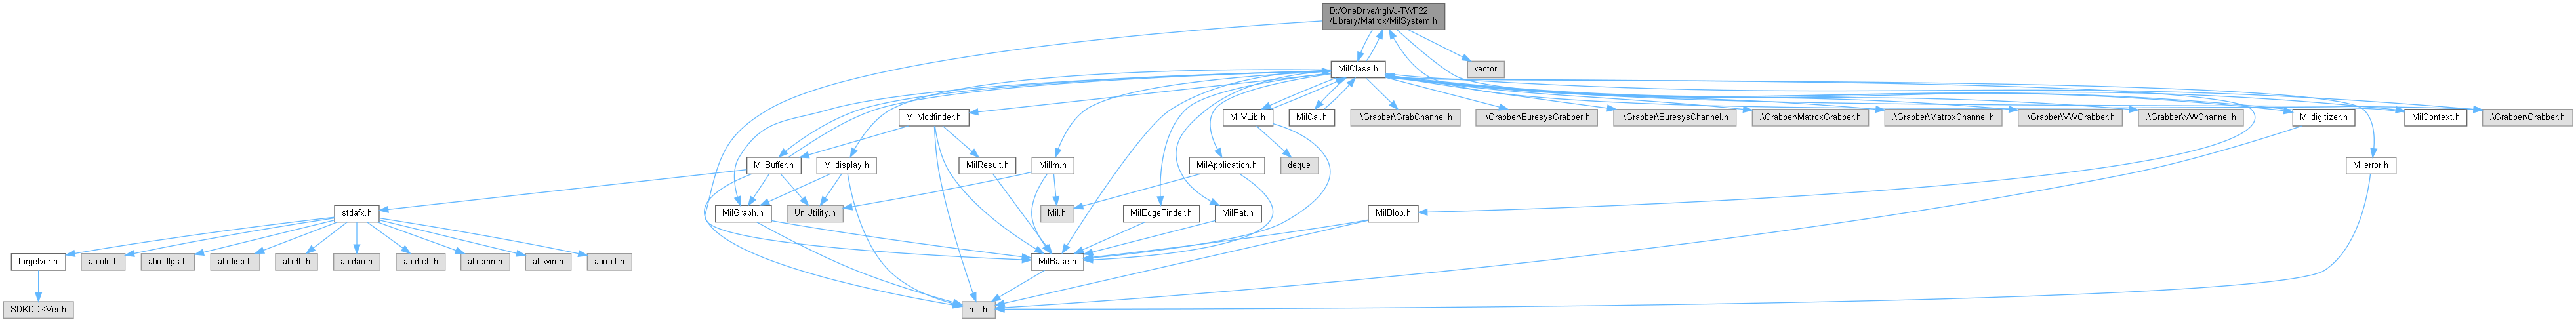 D:/OneDrive/ngh/J-TWF22
/Library/Matrox/MilSystem.h
MilClass.h
vector
MilModfinder.h
MilVLib.h
MilCal.h
.\Grabber\GrabChannel.h
.\Grabber\EuresysGrabber.h
.\Grabber\EuresysChannel.h
.\Grabber\MatroxGrabber.h
.\Grabber\MatroxChannel.h
.\Grabber\VWGrabber.h
.\Grabber\VWChannel.h
Mildigitizer.h
MilContext.h
.\Grabber\Grabber.h
MilBuffer.h
Mildisplay.h
MilResult.h
MilIm.h
MilApplication.h
deque
Milerror.h
stdafx.h
MilGraph.h
UniUtility.h
Mil.h
MilEdgeFinder.h
MilPat.h
MilBlob.h
targetver.h
afxole.h
afxodlgs.h
afxdisp.h
afxdb.h
afxdao.h
afxdtctl.h
afxcmn.h
afxwin.h
afxext.h
MilBase.h
SDKDDKVer.h
mil.h